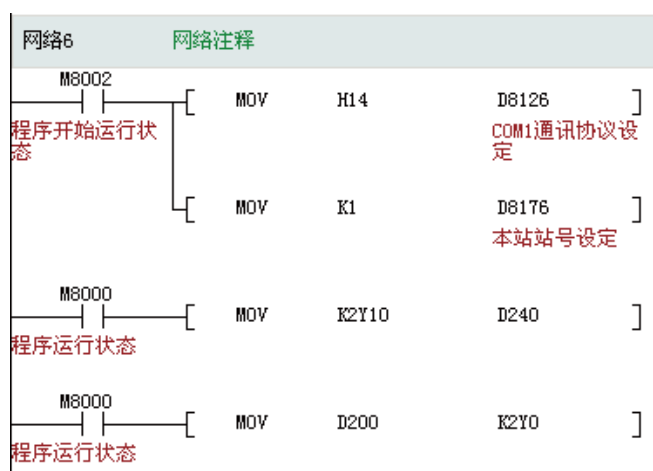 网络6 网络注释
M8002
MOV H14 D8126
程序开始运行状
态
COM1通讯协议设
定
MOV K1 D8176
本站站号设定
M8000
MOV K2Y10 D240
程序运行状态
M8000
MOV D200 K2Y0
程序运行状态